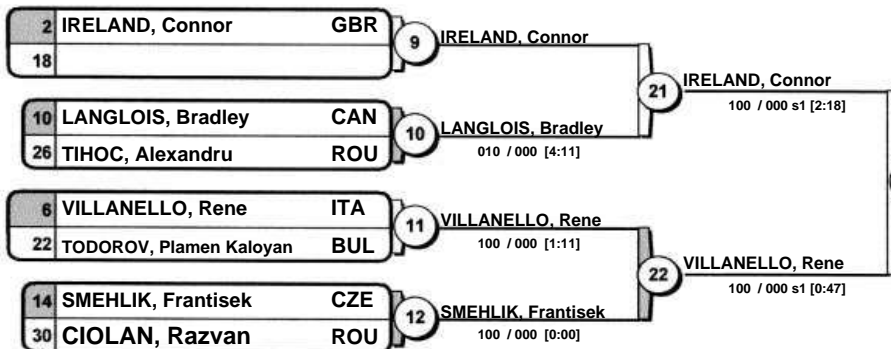 2 IRELAND, Connor GBR
18
9
IRELAND, Connor
10 LANGLOIS, Bradley CAN
26 TIHOC, Alexandru ROU
10
LANGLOIS, Bradley
010 / 000 [4:11]
21
IRELAND, Connor
100 / 000 s1 [2:18]
6 VILLANELLO, Rene ITA
22 TODOROV, Plamen Kaloyan BUL
11
VILLANELLO, Rene
100 / 000 [1:11]
14 SMEHLIK, Frantisek CZE
30 CIOLAN, Razvan ROU
12
SMEHLIK, Frantisek
100 / 000 [0:00]
22
VILLANELLO, Rene
100 / 000 s1 [0:47]